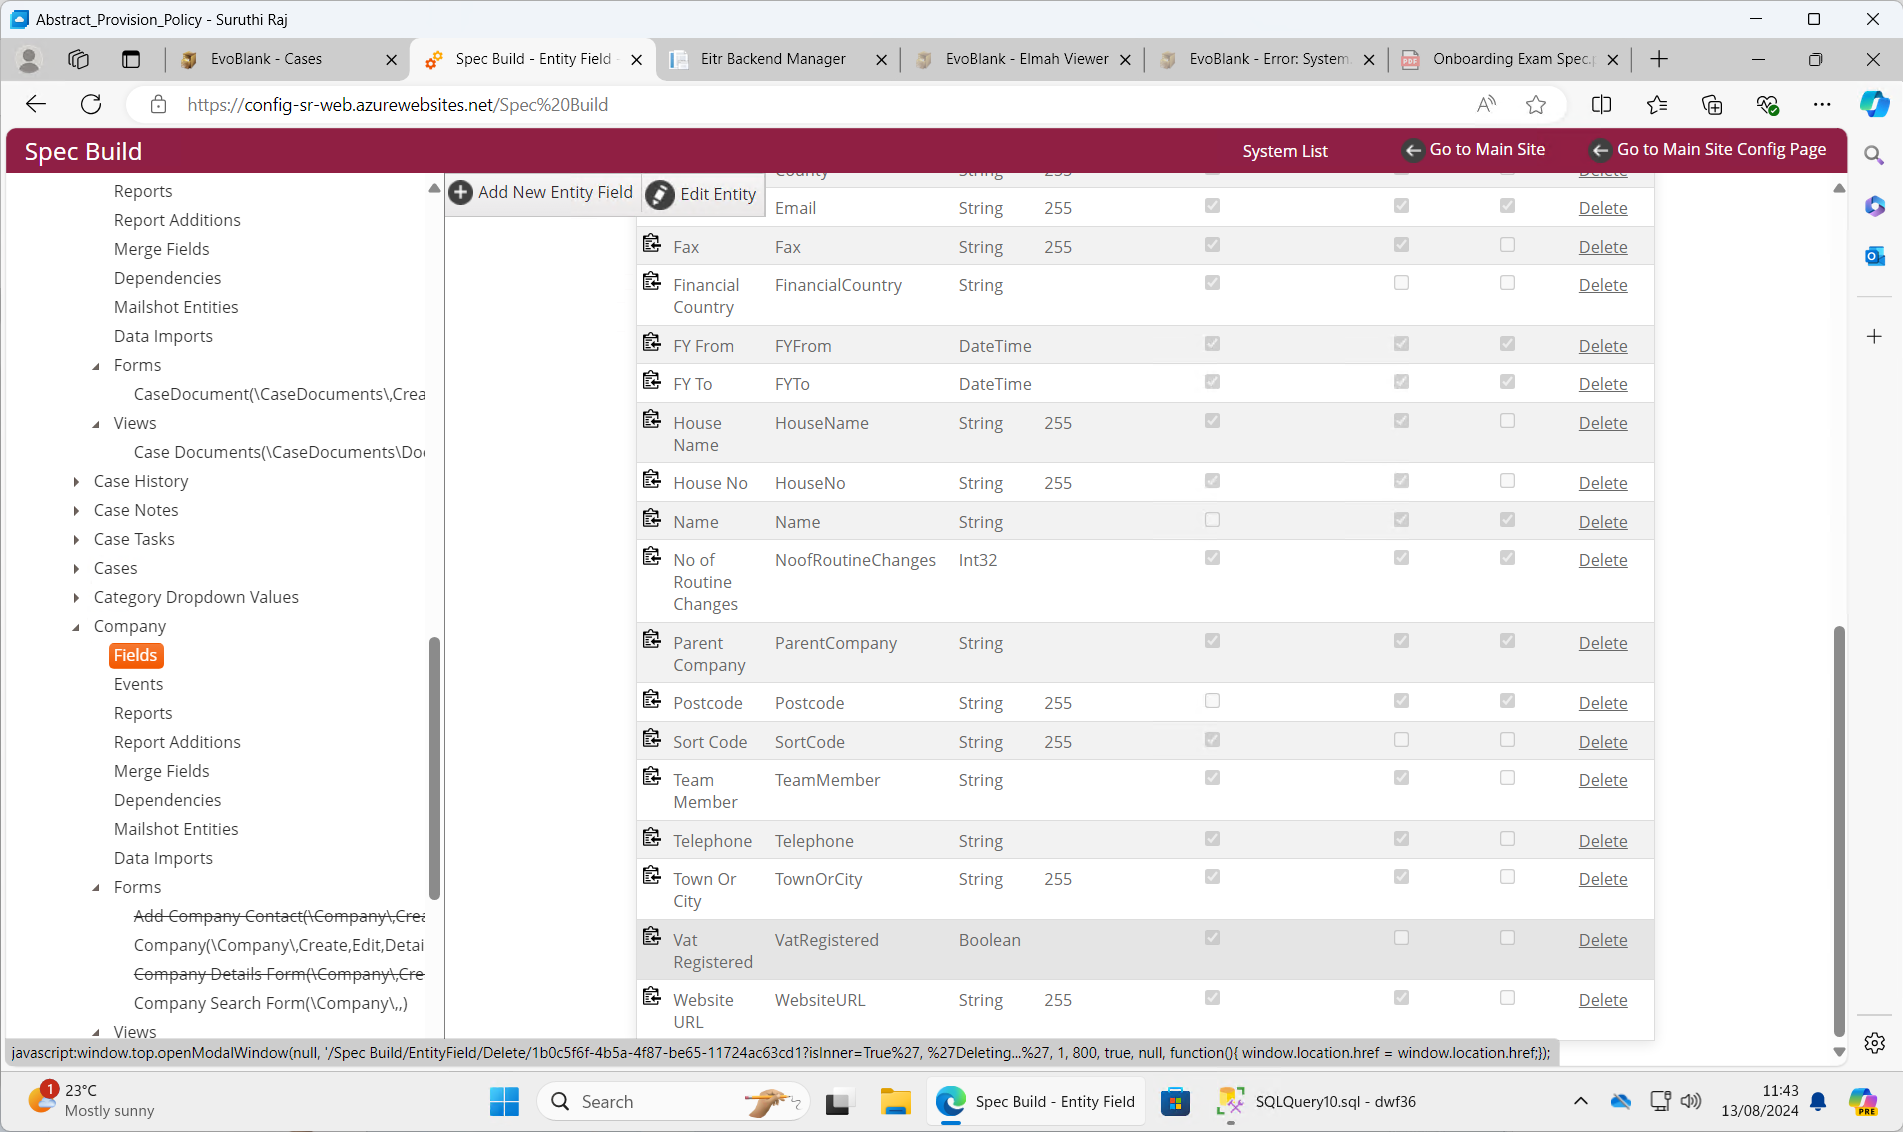 Abstract_Provision_Policy - Suruthi Raj
EvoBlank - Cases
Spec Build - Entity Field
Eitr Backend Manager
EvoBlank - Elmah Viewer
EvoBlank - Error: System.
Onboarding Exam Spec.p
https://config-sr-web.azurewebsites.net/Spec%20Build
Spec Build
System List
Go to Main Site
Go to Main Site Config Page
Reports
Report Additions
Merge Fields
Dependencies
Mailshot Entities
Data Imports
Forms
CaseDocument(\CaseDocuments\,Crea
Views
Case Documents(\CaseDocuments\Do
Case History
Case Notes
Case Tasks
Cases
Category Dropdown Values
Company
Fields
Events
Reports
Report Additions
Merge Fields
Dependencies
Mailshot Entities
Data Imports
Forms
Add Company Contact(\Company\,Crea
Company(\Company\,Create,Edit,Detai
Company Details Form(\Company\,Cre
Company Search Form(\Company\,,)
Views
Add New Entity Field
Edit Entity
County String 255 Delete
Email String 255 Delete
Fax Fax String 255 Delete
Financial Country FinancialCountry String Delete
FY From FYFrom DateTime Delete
FY To FYTo DateTime Delete
House Name HouseName String 255 Delete
House No HouseNo String 255 Delete
Name Name String Delete
No of Routine Changes NoofRoutineChanges Int32 Delete
Parent Company ParentCompany String Delete
Postcode Postcode String 255 Delete
Sort Code SortCode String 255 Delete
Team Member TeamMember String Delete
Telephone Telephone String Delete
Town Or City TownOrCity String 255 Delete
Vat Registered VatRegistered Boolean Delete
Website URL WebsiteURL String 255 Delete
javascript:window.top.openModalWindow(null, '/Spec Build/EntityField/Delete/1b0c5f6f-4b5a-4f87-be65-11724ac63cd1?isInner=True%27, %27Deleting...%27, 1, 800, true, null, function(){ window.location.href = window.location.href;});
1
23°C
Mostly sunny
Search
Spec Build - Entity Field
SQLQuery10.sql - dwf36
11:43
13/08/2024
PRE